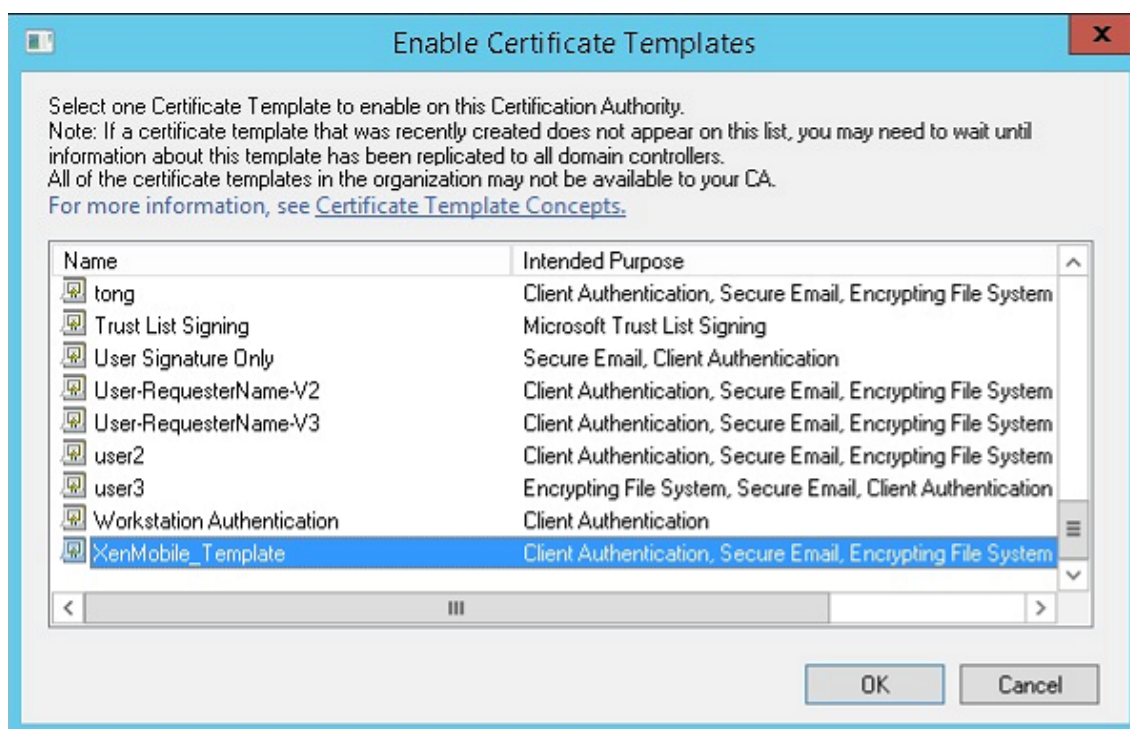 Enable Certificate Templates
x
Select one Certificate Template to enable on this Certification Authority.
Note: If a certificate template that was recently created does not appear on this list, you may need to wait until
information about this template has been replicated to all domain controllers.
All of the certificate templates in the organization may not be available to your CA.
For more information, see Certificate Template Concepts.
Name Intended Purpose
tong Client Authentication, Secure Email, Encrypting File System
Trust List Signing Microsoft Trust List Signing
User Signature Only Secure Email, Client Authentication
User-RequesterName-V2 Client Authentication, Secure Email, Encrypting File System
User-RequesterName-V3 Client Authentication, Secure Email, Encrypting File System
user2 Client Authentication, Secure Email, Encrypting File System
user3 Encrypting File System, Secure Email, Client Authentication
Workstation Authentication Client Authentication
XenMobile_Template Client Authentication, Secure Email, Encrypting File System
OK Cancel